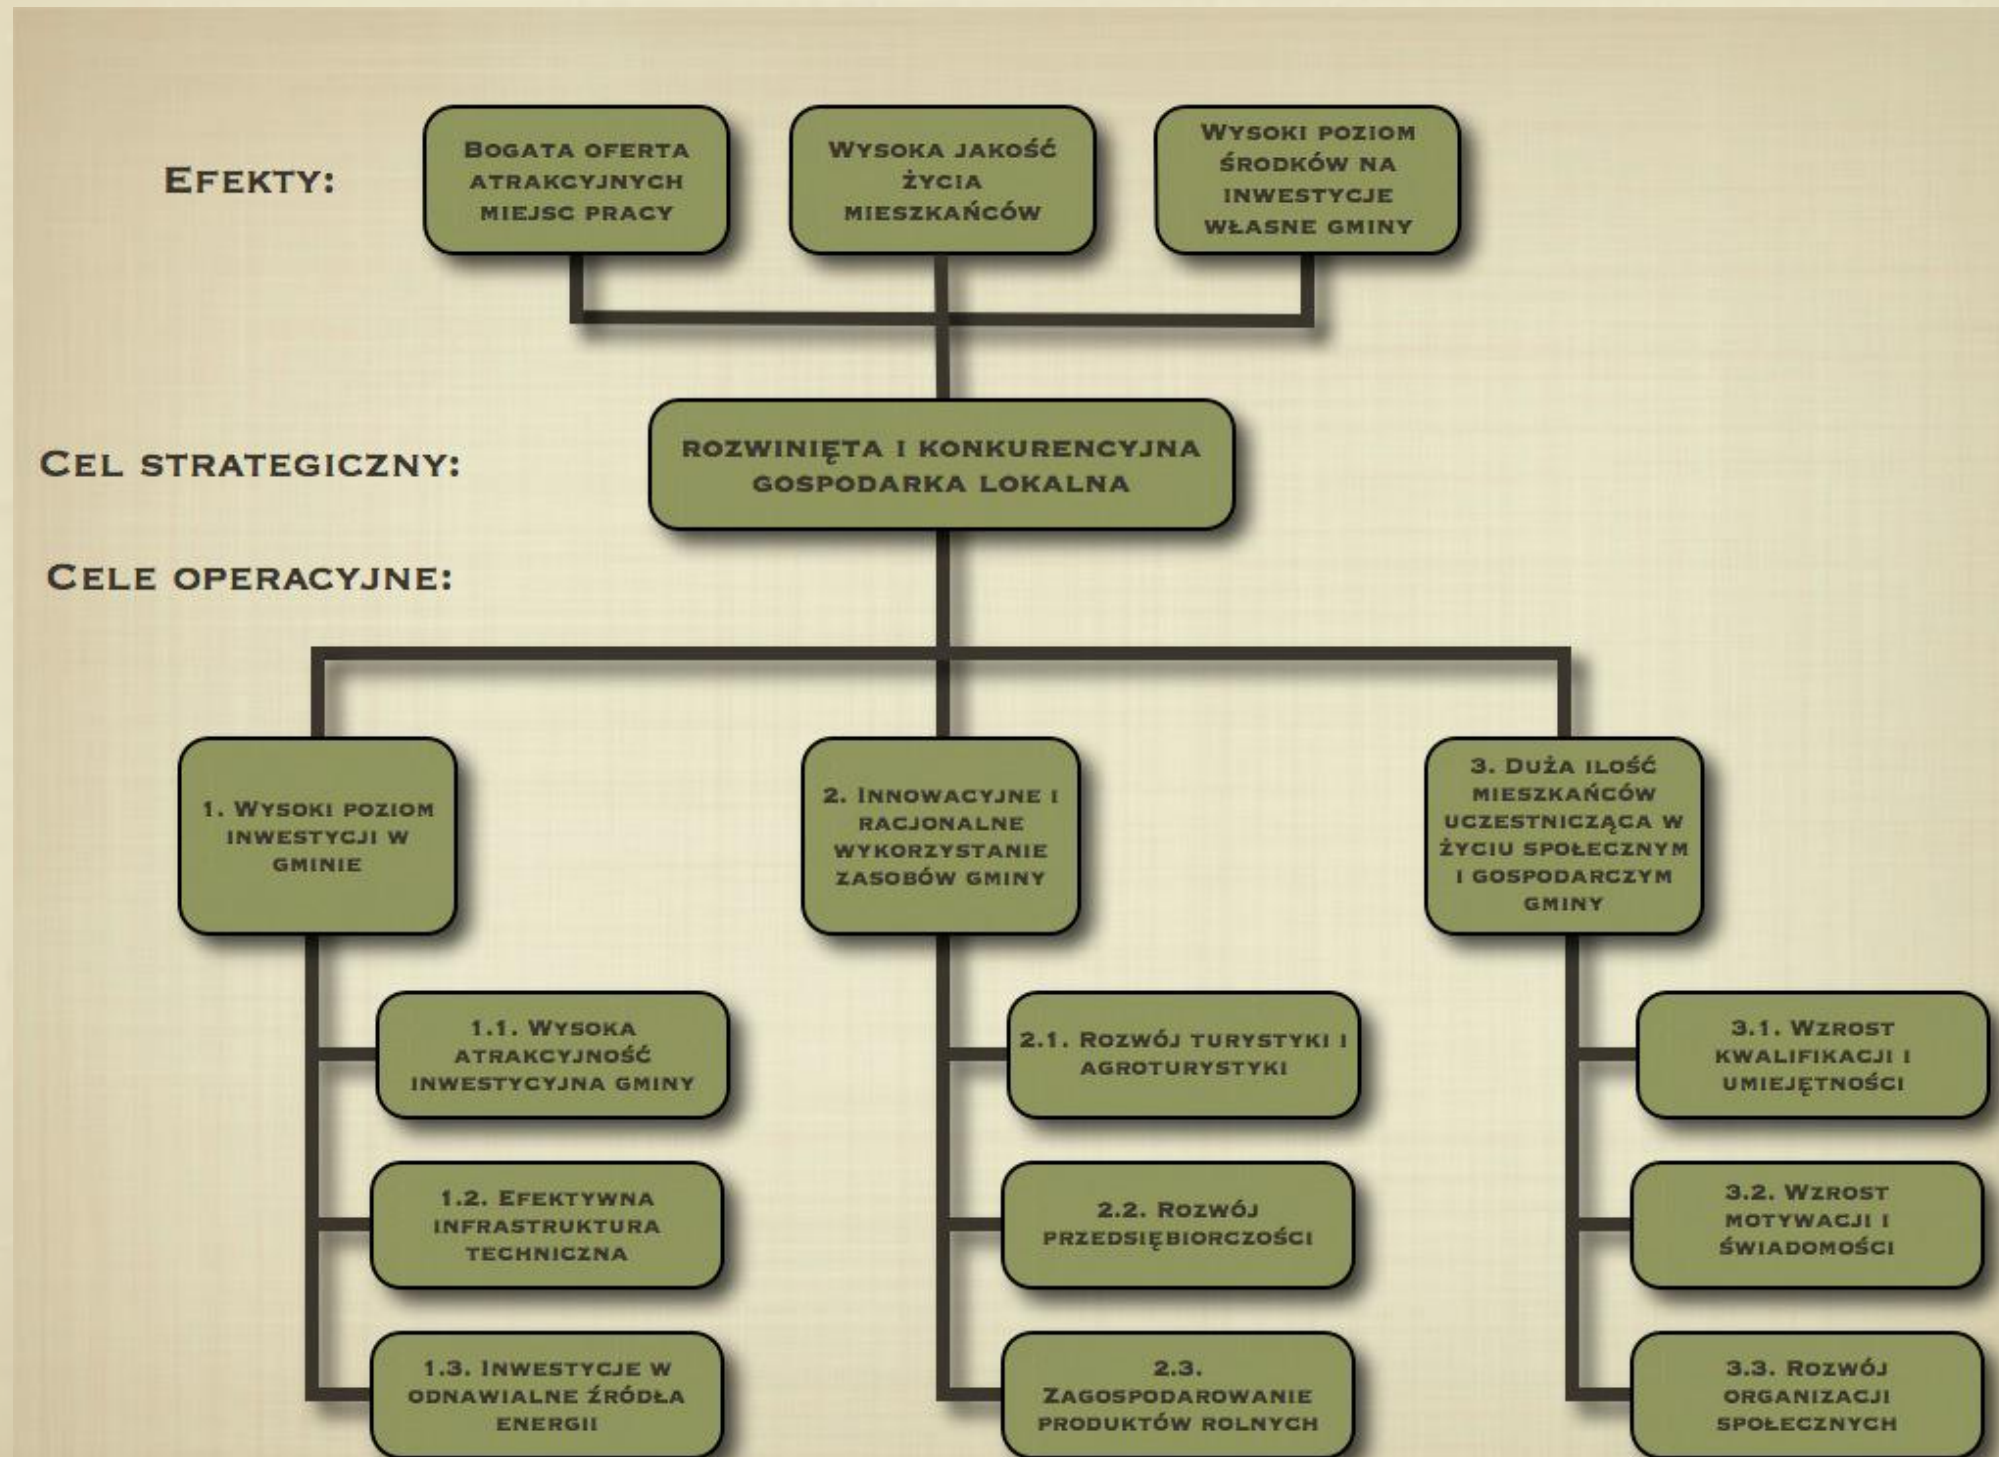 Efekty:
Bogata oferta
atrakcyjnych
miejsc pracy
Wysoka jakość
życia
mieszkańców
Wysoki poziom
środków na
inwestycje
własne gminy
Cel strategiczny:
rozwinięta i konkurencyjna
gospodarka lokalna
Cele operacyjne:
1. Wysoki poziom
inwestycji w
gminie
2. Innowacyjne i
racjonalne
wykorzystanie
zasobów gminy
3. Duża ilość
mieszkańców
uczestnicząca w
życiu społecznym
i gospodarczym
gminy
1.1. Wysoka
atrakcyjność
inwestycyjna gminy
1.2. Efektywna
infrastruktura
techniczna
1.3. Inwestycje w
odnawialne źródła
energii
2.1. Rozwój turystyki i
agroturystyki
2.2. Rozwój
przedsiębiorczości
2.3.
Zagospodarowanie
produktów rolnych
3.1. Wzrost
kwalifikacji i
umiejętności
3.2. Wzrost
motywacji i
świadomości
3.3. Rozwój
organizacji
społecznych